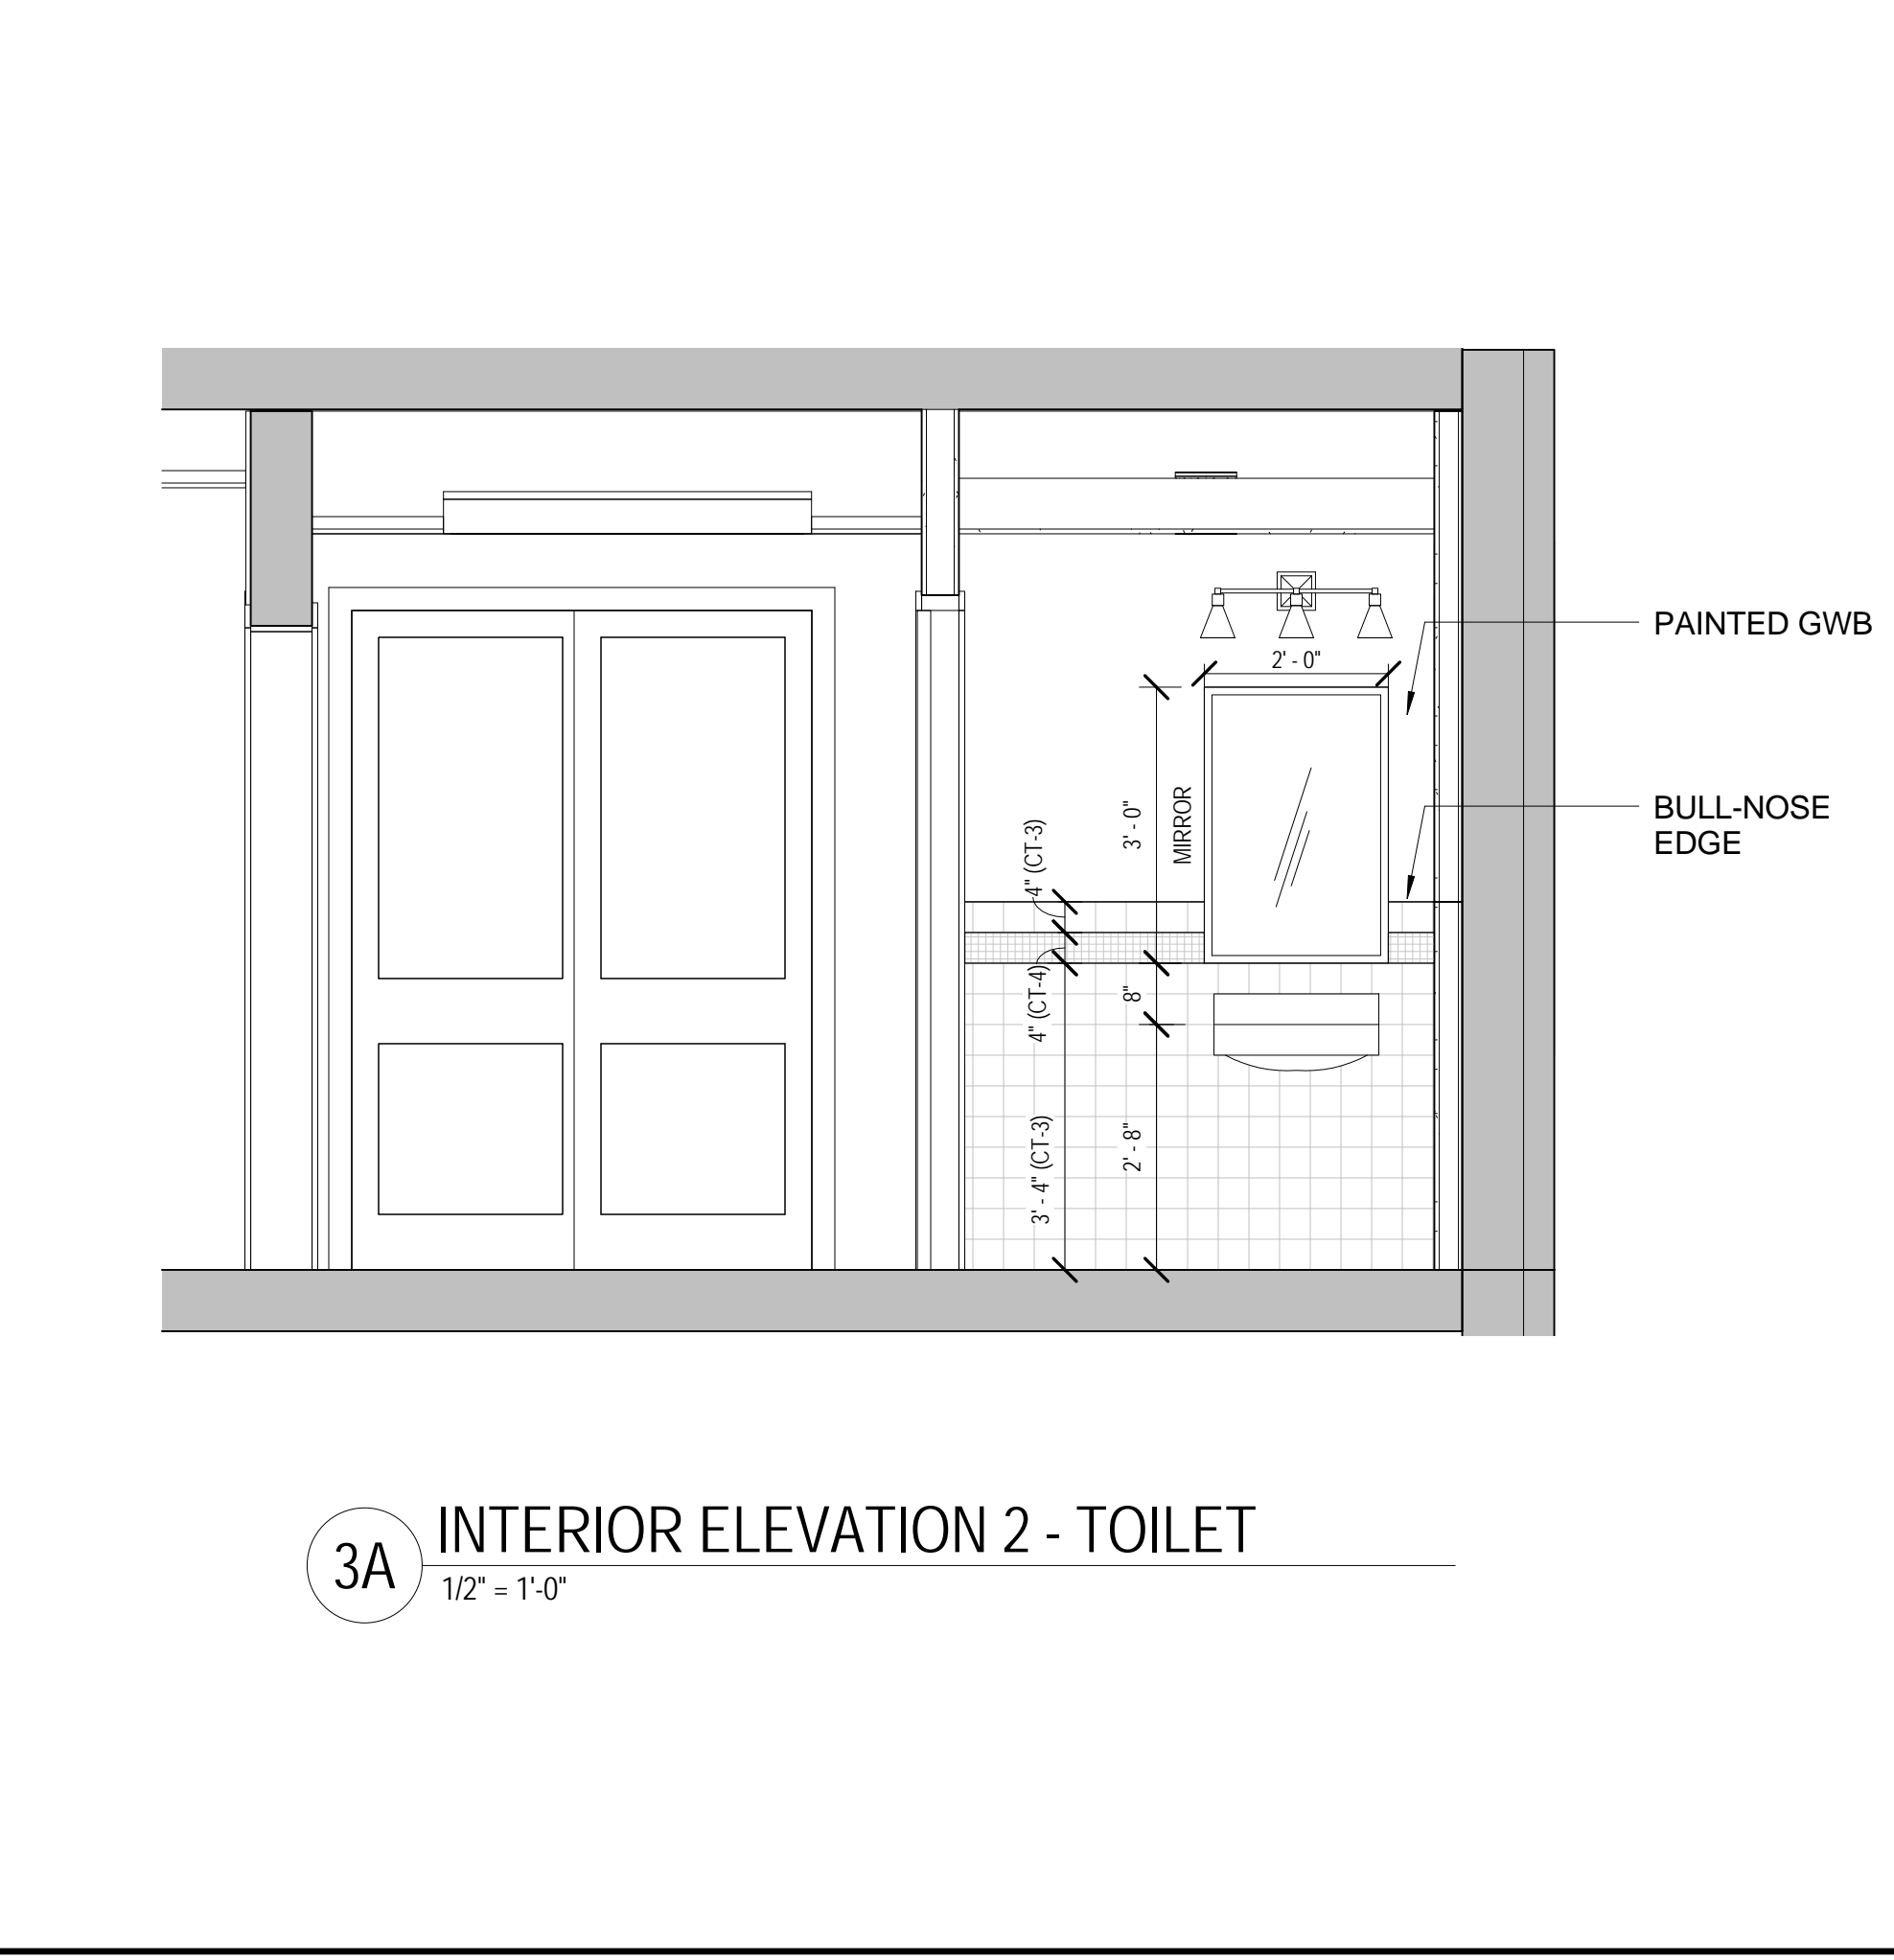 PAINTED GWB
2' - 0"
BULL-NOSE
EDGE
3' - 0"
MIRROR
4" (CT-3)
4" (CT-4)
8"
3' - 4" (CT-3)
2' - 8"
3A
INTERIOR ELEVATION 2 - TOILET
1/2" = 1'-0"